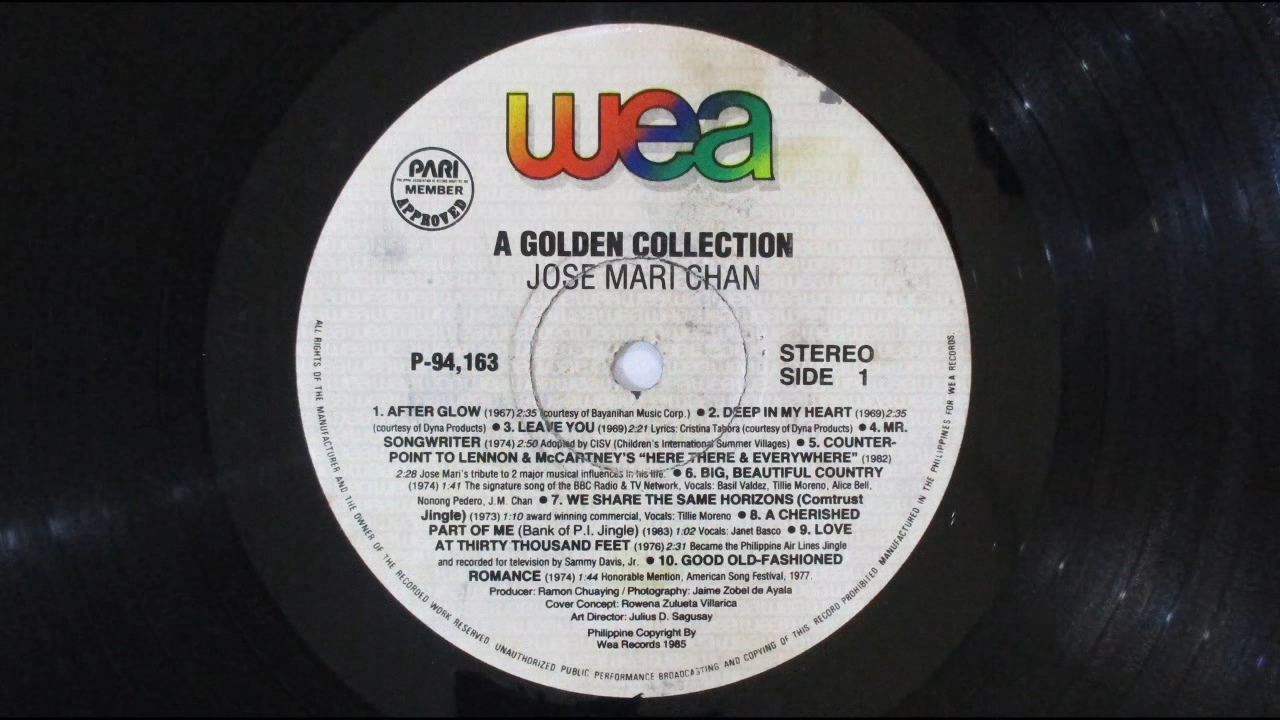 wea
PARI
MEMBER
APPROVED
A GOLDEN COLLECTION
JOSE MARI CHAN
P-94,163
STEREO
SIDE 1
1. AFTER GLOW (1967) 2:35 (courtesy of Bayanihan Music Corp.) ● 2. DEEP IN MY HEART (1969) 2:35
(courtesy of Dyna Products) ● 3. LEAVE YOU (1969) 2:21 Lyrics: Cristina Tabora (courtesy of Dyna Products) ● 4. MR.
SONGWRITER (1974) 2:50 Adopted by CISV (Children's International Summer Villages) ● 5. COUNTER-
POINT TO LENNON & McCARTNEY'S "HERE THERE & EVERYWHERE" (1982)
2:28 Jose Mari's tribute to 2 major musical influences in his life. ● 6. BIG, BEAUTIFUL COUNTRY
(1974) 1:41 The signature song of the BBC Radio & TV Network, Vocals: Basil Valdez, Tillie Moreno, Alice Bell,
Nonong Pedero, J.M. Chan ● 7. WE SHARE THE SAME HORIZONS (Comtrust
Jingle) (1973) 1:10 award winning commercial, Vocals: Tillie Moreno ● 8. A CHERISHED
PART OF ME (Bank of P.I. Jingle) (1983) 1:02 Vocals: Janet Basco ● 9. LOVE
AT THIRTY THOUSAND FEET (1976) 2:31 Became the Philippine Air Lines Jingle
and recorded for television by Sammy Davis, Jr. ● 10. GOOD OLD-FASHIONED
ROMANCE (1974) 1:44 Honorable Mention, American Song Festival, 1977
Producer: Ramon Chuaying / Photography: Jaime Zobel de Ayala
Cover Concept: Rowena Zulueta Villarica
Art Director: Julius D. Sagusay
Philippine Copyright By
Wea Records 1985
ALL RIGHTS OF THE MANUFACTURER AND THE OWNER OF THE RECORDED WORK RESERVED. UNAUTHORIZED PUBLIC PERFORMANCE BROADCASTING AND COPYING OF THIS RECORD PROHIBITED. MANUFACTURED IN THE PHILIPPINES FOR WEA RECORDS.